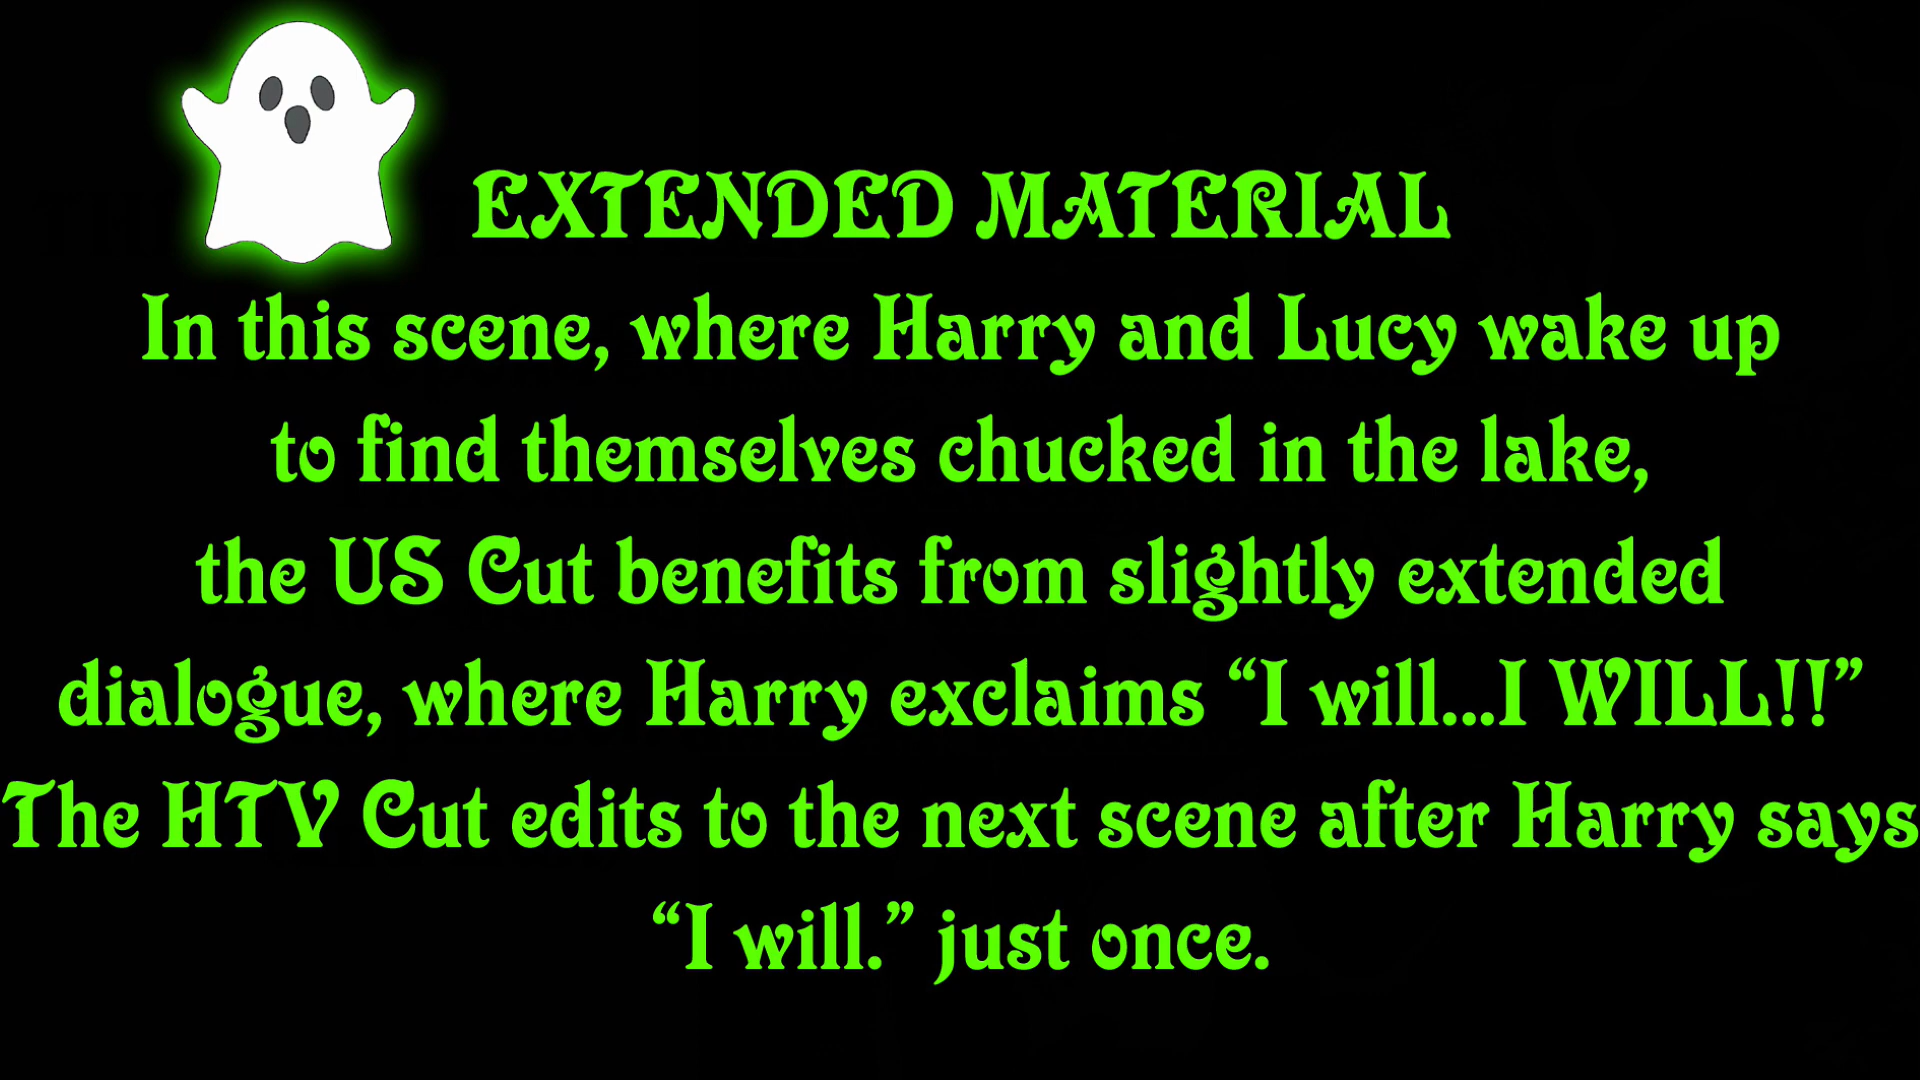 EXTENDED MATERIAL
In this scene, where Harry and Lucy wake up
to find themselves chucked in the lake,
the US Cut benefits from slightly extended
dialogue, where Harry exclaims “I will...I WILL!!”
The HTV Cut edits to the next scene after Harry says
“I will.” just once.